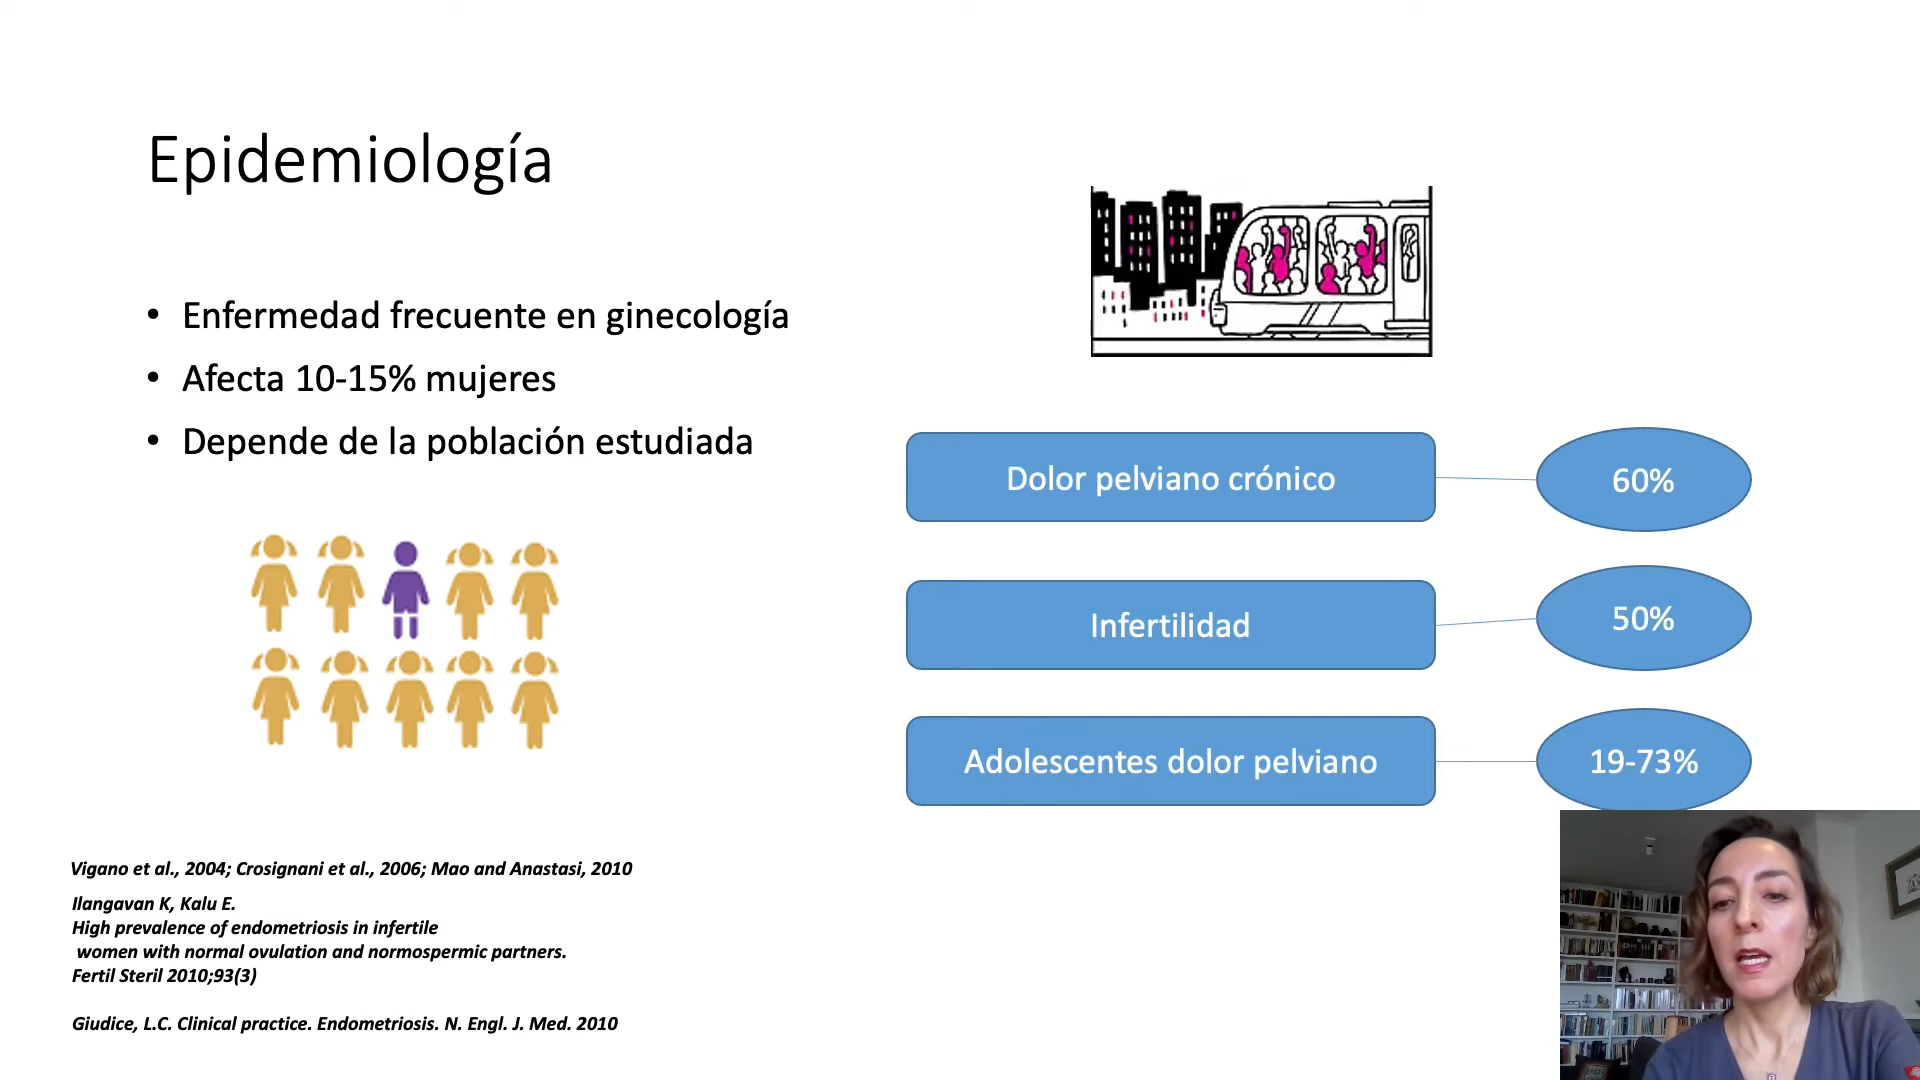 Epidemiología
• Enfermedad frecuente en ginecología
• Afecta 10-15% mujeres
• Depende de la población estudiada
Dolor pelviano crónico
60%
Infertilidad
50%
Adolescentes dolor pelviano
19-73%
Vigano et al., 2004; Crosignani et al., 2006; Mao and Anastasi, 2010
Ilangavan K, Kalu E.
High prevalence of endometriosis in infertile
women with normal ovulation and normospermic partners.
Fertil Steril 2010;93(3)
Giudice, L.C. Clinical practice. Endometriosis. N. Engl. J. Med. 2010